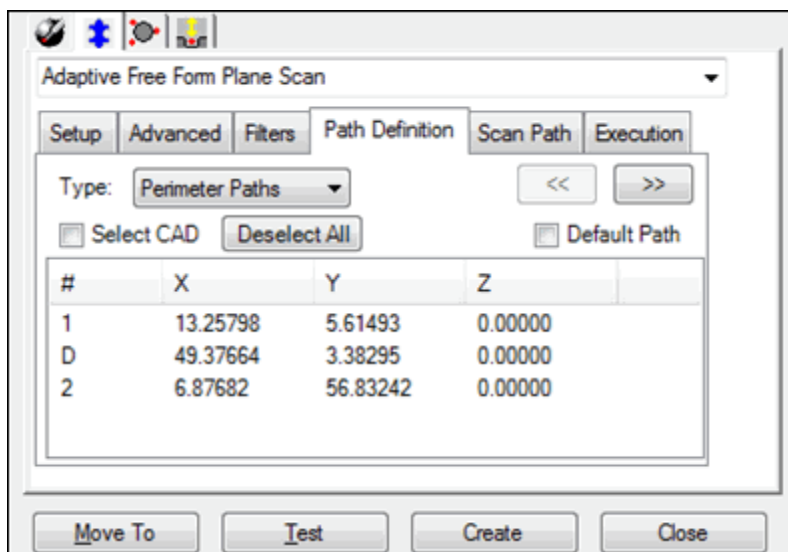 Adaptive Free Form Plane Scan
Setup Advanced Filters Path Definition Scan Path Execution
Type: Perimeter Paths << >>
Select CAD Deselect All Default Path
# X Y Z
1 13.25798 5.61493 0.00000
D 49.37664 3.38295 0.00000
2 6.87682 56.83242 0.00000
Move To Test Create Close